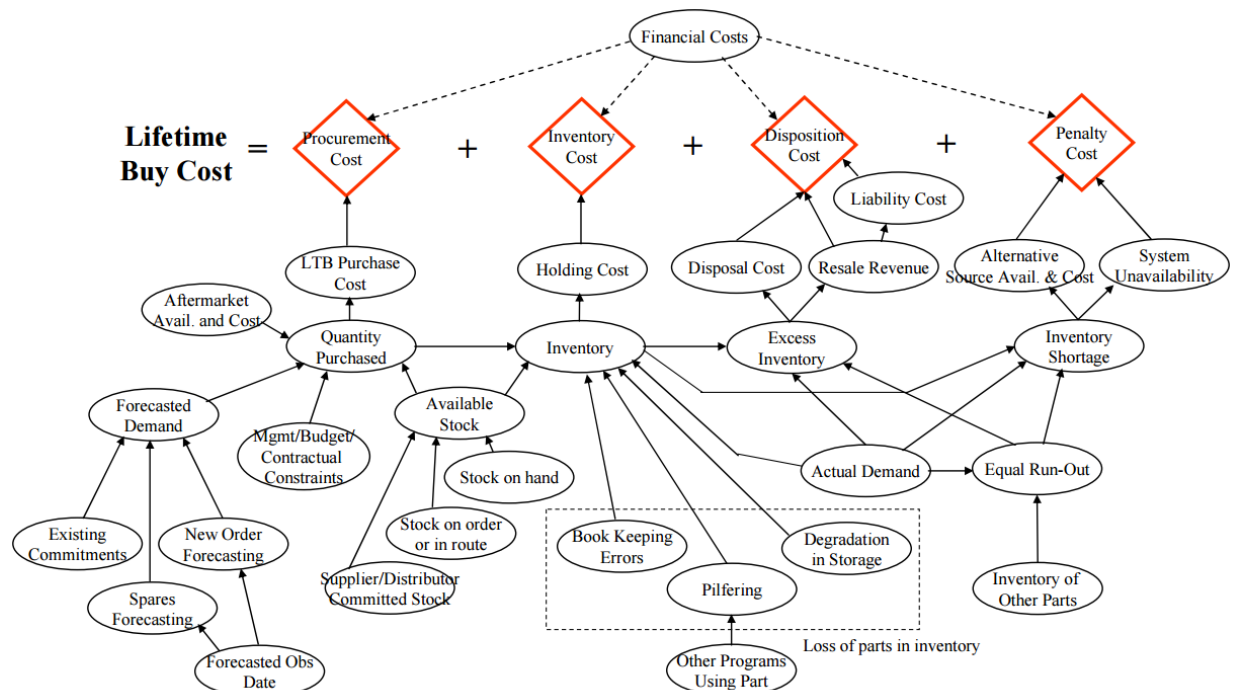 Financial Costs
Lifetime
Buy Cost
=
Procurement
Cost
+
Inventory
Cost
+
Disposition
Cost
+
Penalty
Cost
Liability Cost
LTB Purchase
Cost
Holding Cost
Disposal Cost
Resale Revenue
Alternative
Source Avail. & Cost
System
Unavailability
Aftermarket
Avail. and Cost
Quantity
Purchased
Inventory
Excess
Inventory
Inventory
Shortage
Forecasted
Demand
Mgmt/Budget/
Contractual
Constraints
Available
Stock
Stock on hand
Actual Demand
Equal Run-Out
Existing
Commitments
New Order
Forecasting
Stock on order
or in route
Book Keeping
Errors
Degradation
in Storage
Supplier/Distributor
Committed Stock
Pilfering
Inventory of
Other Parts
Spares
Forecasting
Loss of parts in inventory
Forecasted Obs
Date
Other Programs
Using Part